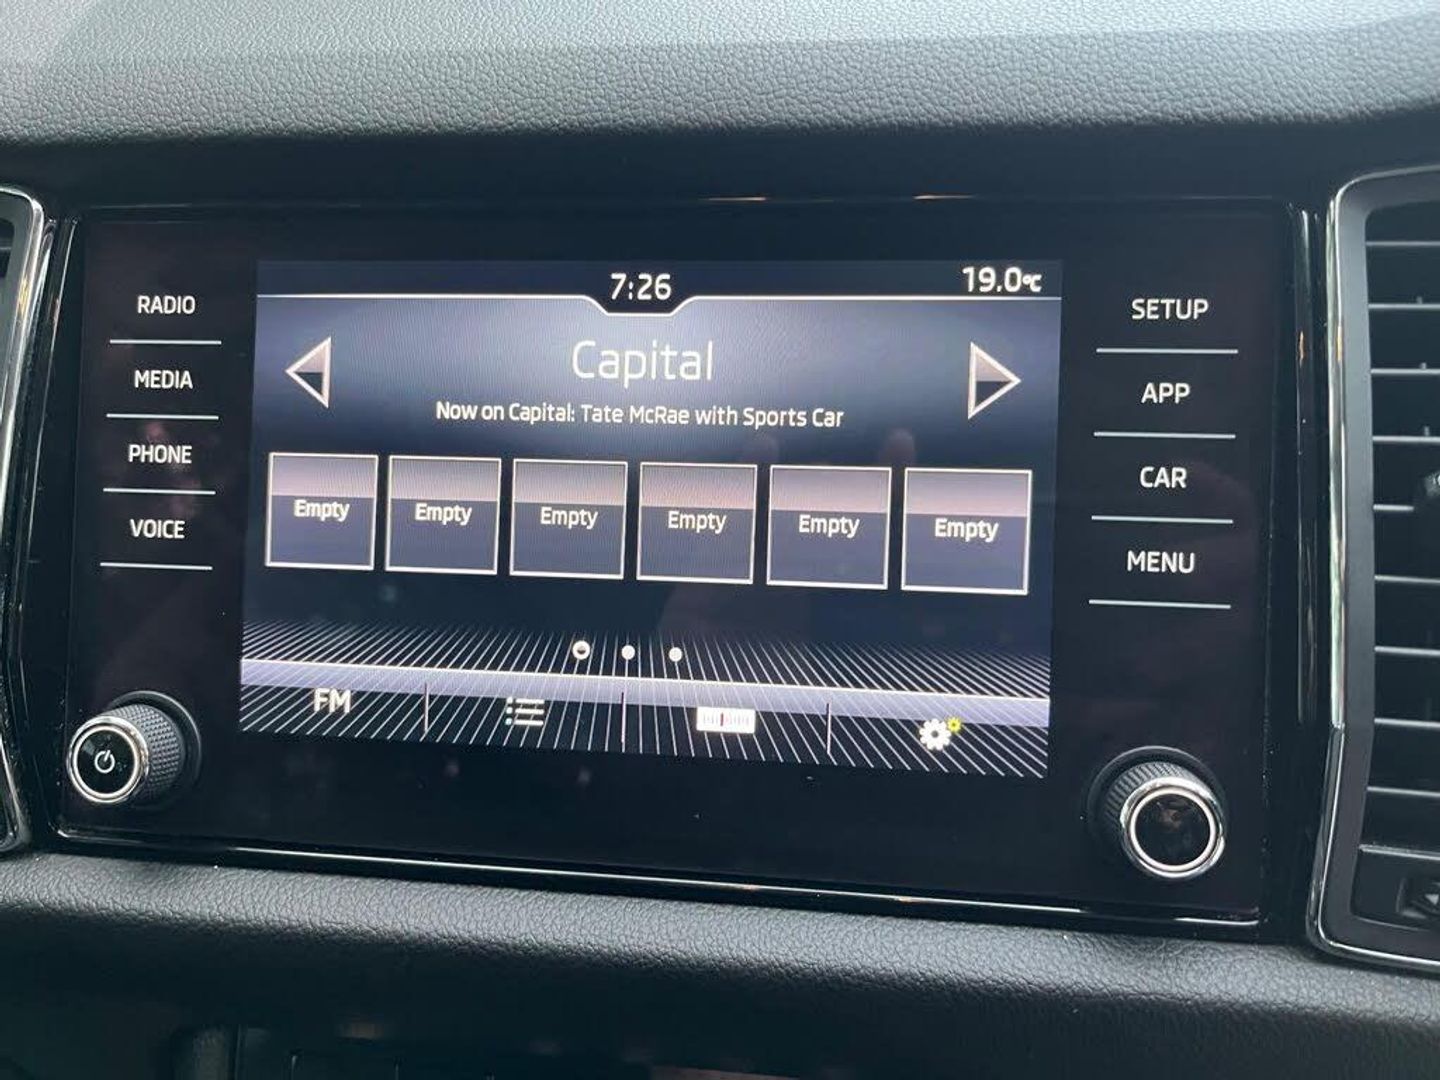 7:26
19.0°C
RADIO
MEDIA
PHONE
VOICE
Capital
Now on Capital: Tate McRae with Sports Car
Empty Empty Empty Empty Empty Empty
FM
SETUP
APP
CAR
MENU